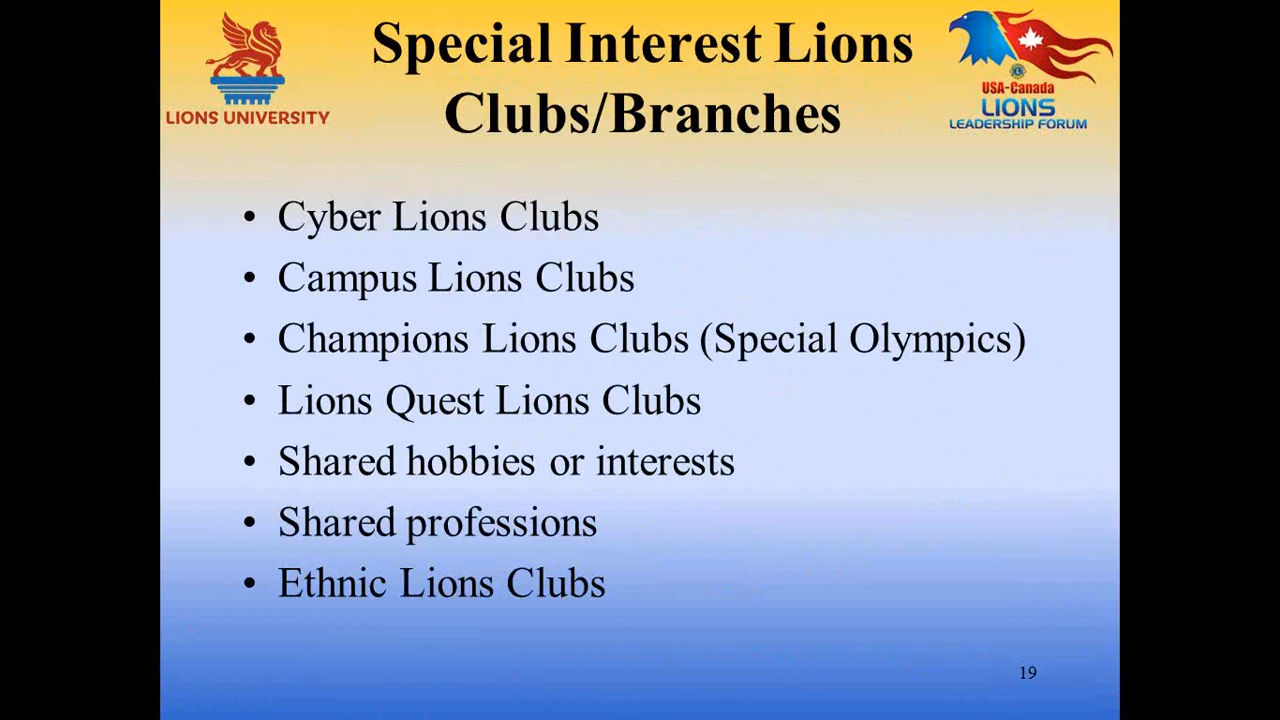 Special Interest Lions
Clubs/Branches
LIONS UNIVERSITY
USA-Canada
LIONS
LEADERSHIP FORUM
• Cyber Lions Clubs
• Campus Lions Clubs
• Champions Lions Clubs (Special Olympics)
• Lions Quest Lions Clubs
• Shared hobbies or interests
• Shared professions
• Ethnic Lions Clubs
19